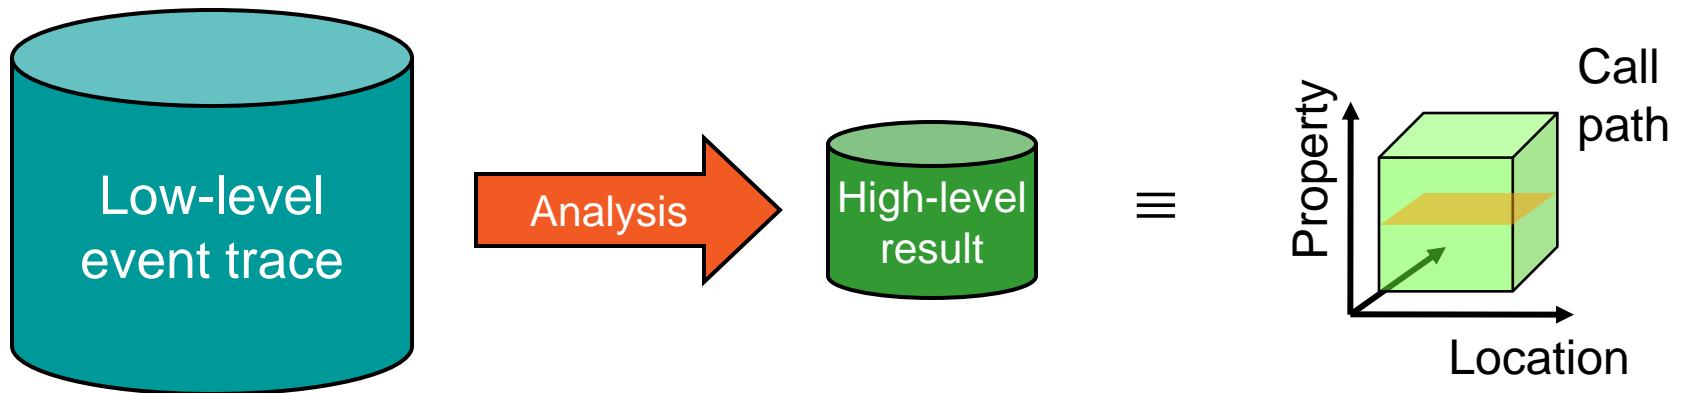 Low-level
event trace
Analysis
High-level
result
≡
Property
Call
path
Location